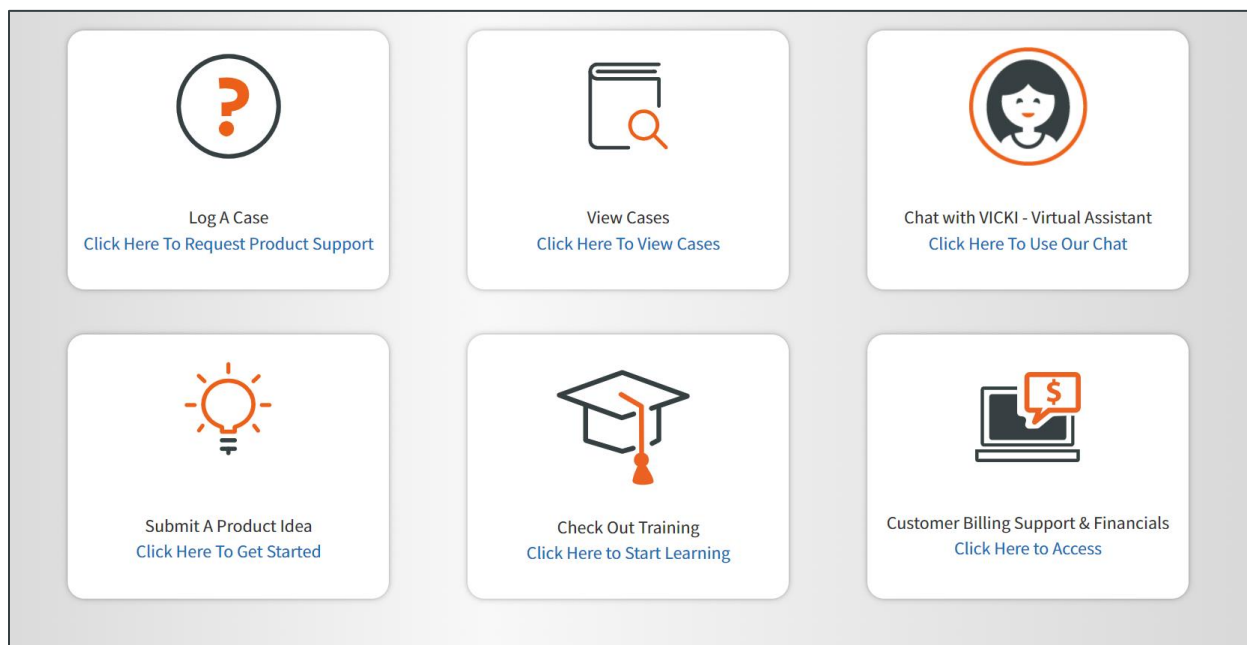 ?
Log A Case
Click Here To Request Product Support
View Cases
Click Here To View Cases
Chat with VICKI - Virtual Assistant
Click Here To Use Our Chat
Submit A Product Idea
Click Here To Get Started
Check Out Training
Click Here to Start Learning
$
Customer Billing Support & Financials
Click Here to Access